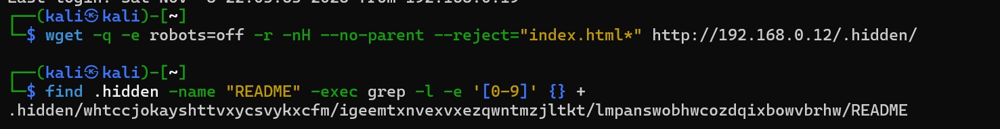 Last login: Sat Nov 8 22:05:03 2025 from 192.168.0.19
┌──(kali㉿kali)-[~]
└─$ wget -q -e robots=off -r -nH --no-parent --reject="index.html*" http://192.168.0.12/.hidden/
┌──(kali㉿kali)-[~]
└─$ find .hidden -name "README" -exec grep -l -e '[0-9]' {} +
.hidden/whtccjokayshttvxycsvykxcfm/igeemtxnvexvxezqwntmzjltkt/lmpanswobhwcozdqixbowvbrhw/README